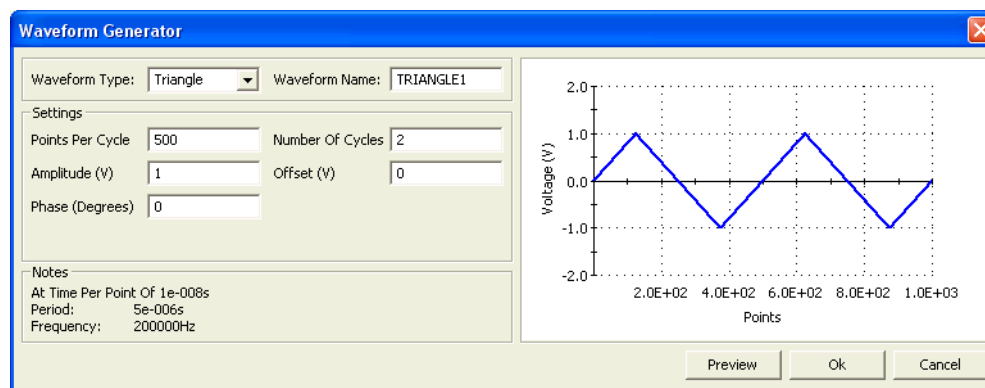 Waveform Generator
Waveform Type: Triangle Waveform Name: TRIANGLE1
Settings
Points Per Cycle 500 Number Of Cycles 2
Amplitude (V) 1 Offset (V) 0
Phase (Degrees) 0
Notes
At Time Per Point Of 1e-008s
Period: 5e-006s
Frequency: 200000Hz
Voltage (V)
2.0
1.0
0.0
-1.0
-2.0
2.0E+02 4.0E+02 6.0E+02 8.0E+02 1.0E+03
Points
Preview Ok Cancel